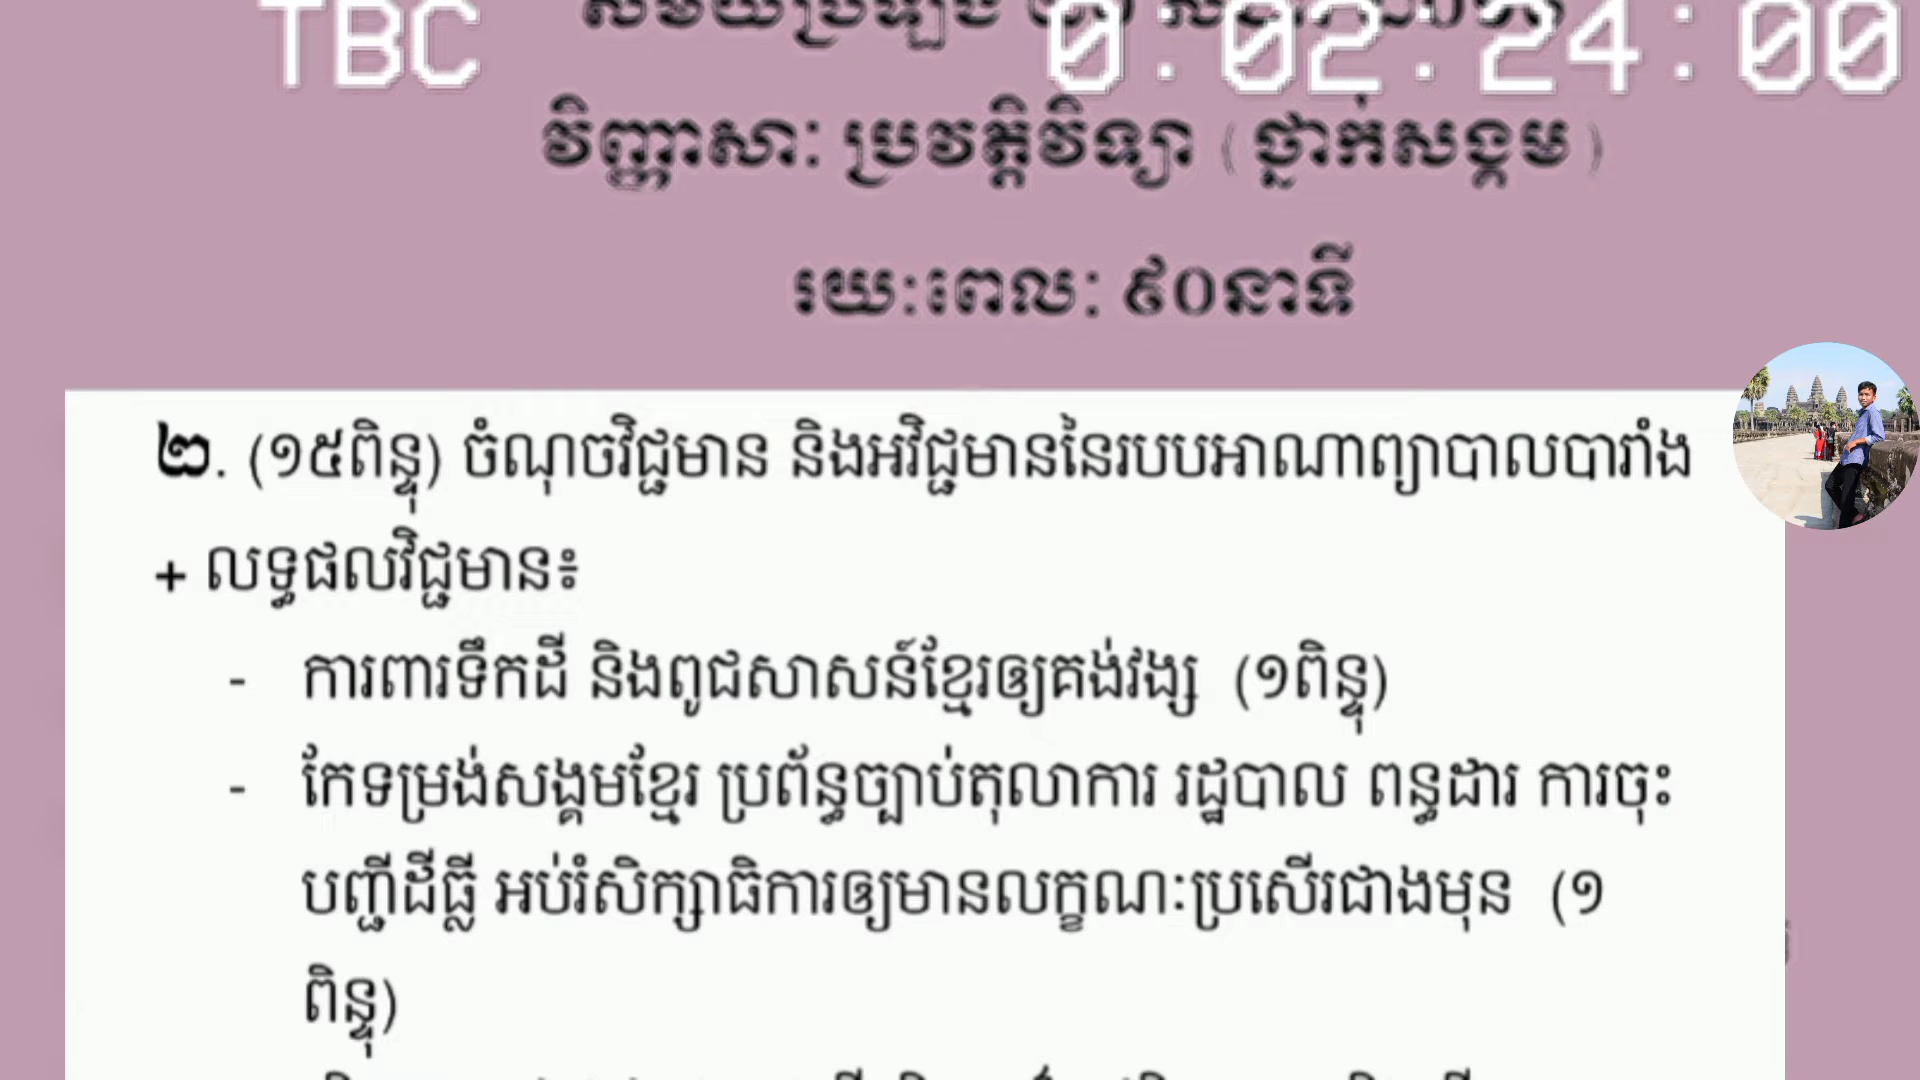 TBC 0:02:24:00
វិញ្ញាសា: ប្រវត្តិវិទ្យា (ថ្នាក់សង្គម)
រយ:ពេល: ៩០នាទី
២. (១៥ពិន្ទុ) ចំណុចវិជ្ជមាន និងអវិជ្ជមាននៃរបបអាណាព្យាបាលបារាំង
+ លទ្ធផលវិជ្ជមាន៖
- ការពារទឹកដី និងពូជសាសន៍ខ្មែរឲ្យគង់វង្ស (១ពិន្ទុ)
- កែទម្រង់សង្គមខ្មែរ ប្រព័ន្ធច្បាប់តុលាការ រដ្ឋបាល ពន្ធដារ ការចុះ
បញ្ជីដីធ្លី អប់រំសិក្សាធិការឲ្យមានលក្ខណៈប្រសើរជាងមុន (១
ពិន្ទុ)